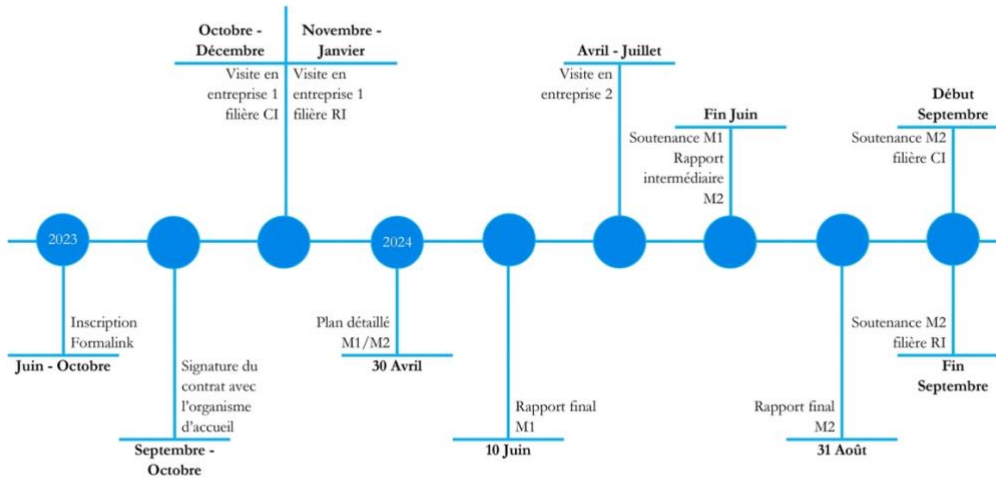 Octobre -
Décembre
Visite en
entreprise 1
filière CI
Novembre -
Janvier
Visite en
entreprise 1
filière RI
Avril - Juillet
Visite en
entreprise 2
Fin Juin
Soutenance M1
Rapport
intermédiaire
M2
Début
Septembre
Soutenance M2
filière CI
2023
2024
Inscription
Formalink
Juin - Octobre
Signature du
contrat avec
l'organisme
d'accueil
Septembre -
Octobre
Plan détaillé
M1/M2
30 Avril
Rapport final
M1
10 Juin
Rapport final
M2
31 Août
Soutenance M2
filière RI
Fin
Septembre